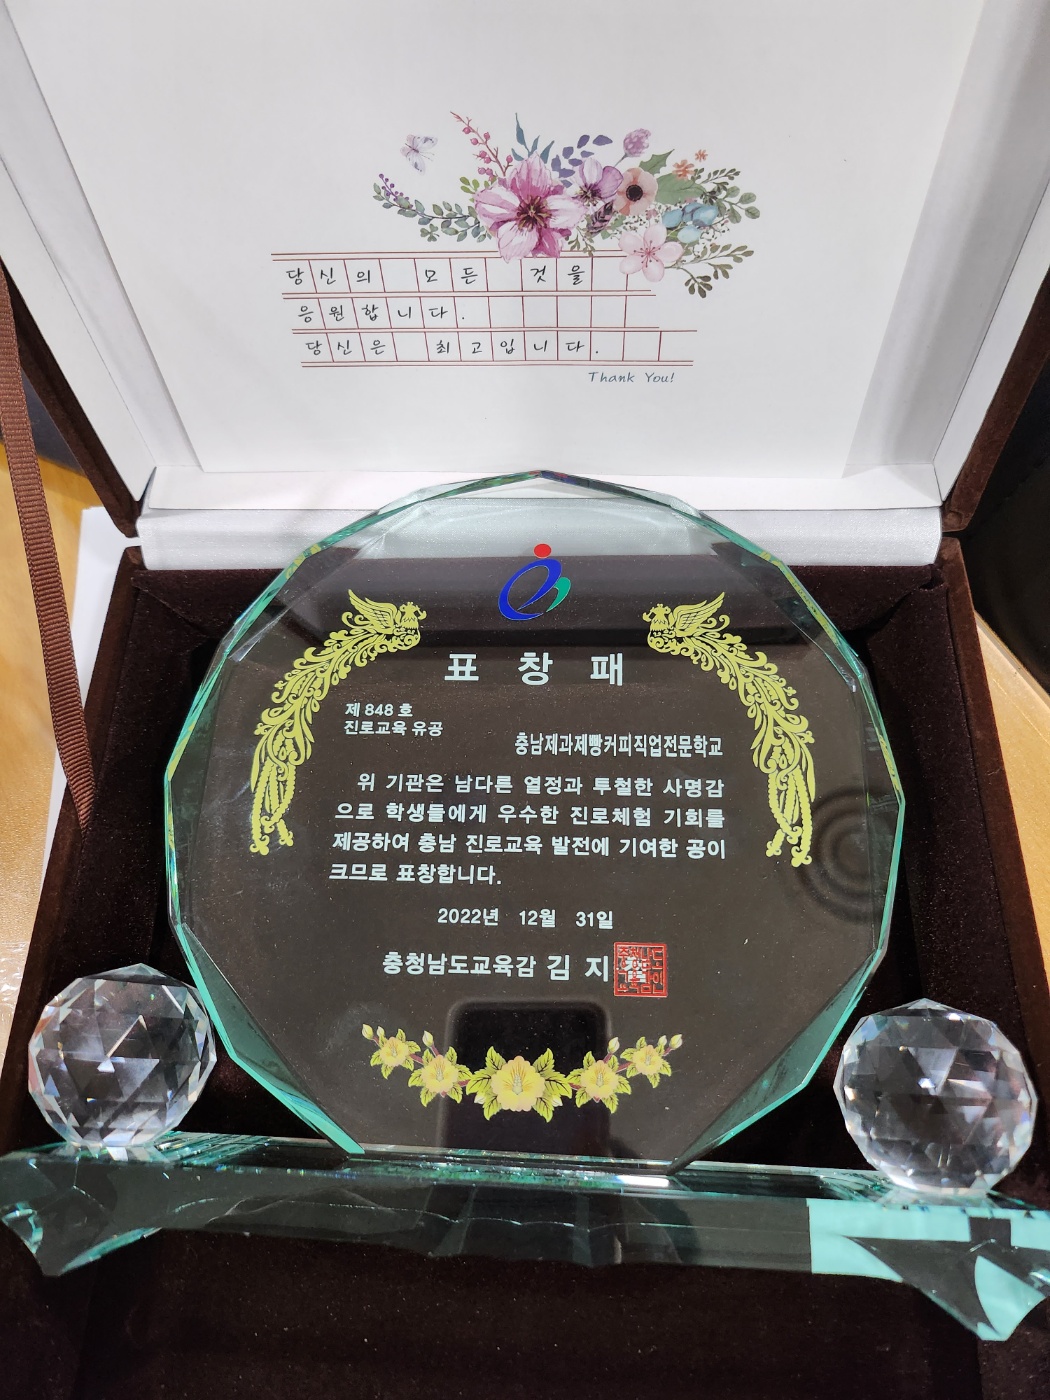 당신의 모든 것을
응원합니다.
당신은 최고입니다.
Thank You!
표창패
제 848 호
진로교육 유공
충남제과제빵커피직업전문학교
위 기관은 남다른 열정과 투철한 사명감
으로 학생들에게 우수한 진로체험 기회를
제공하여 충남 진로교육 발전에 기여한 공이
크므로 표창합니다.
2022년 12월 31일
충청남도교육감 김 지